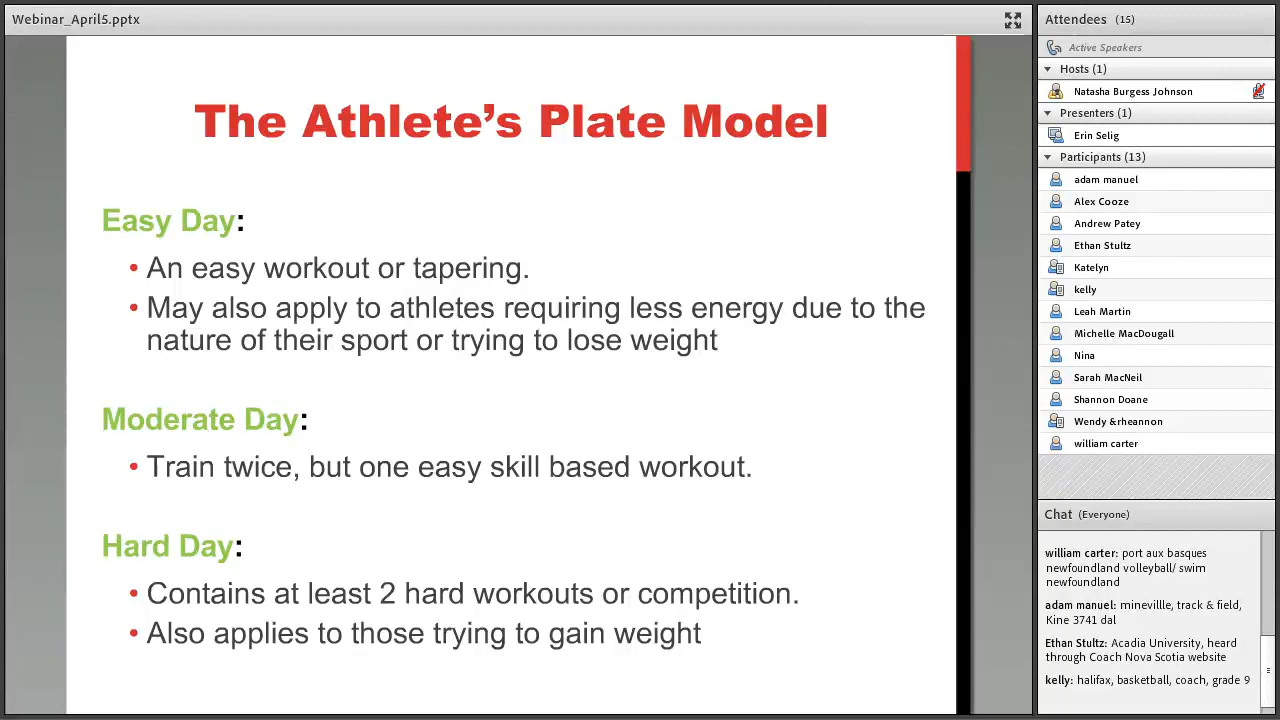 Webinar_April5.pptx
The Athlete’s Plate Model
Easy Day:
• An easy workout or tapering.
• May also apply to athletes requiring less energy due to the
nature of their sport or trying to lose weight
Moderate Day:
• Train twice, but one easy skill based workout.
Hard Day:
• Contains at least 2 hard workouts or competition.
• Also applies to those trying to gain weight
Attendees (15)
Active Speakers
Hosts (1)
Natasha Burgess Johnson
Presenters (1)
Erin Selig
Participants (13)
adam manuel
Alex Cooze
Andrew Patey
Ethan Stultz
Katelyn
kelly
Leah Martin
Michelle MacDougall
Nina
Sarah MacNeil
Shannon Doane
Wendy &rheannon
william carter
Chat (Everyone)
william carter: port aux basques
newfoundland volleyball/ swim
newfoundland
adam manuel: minevillle, track & field,
Kine 3741 dal
Ethan Stultz: Acadia University, heard
through Coach Nova Scotia website
kelly: halifax, basketball, coach, grade 9